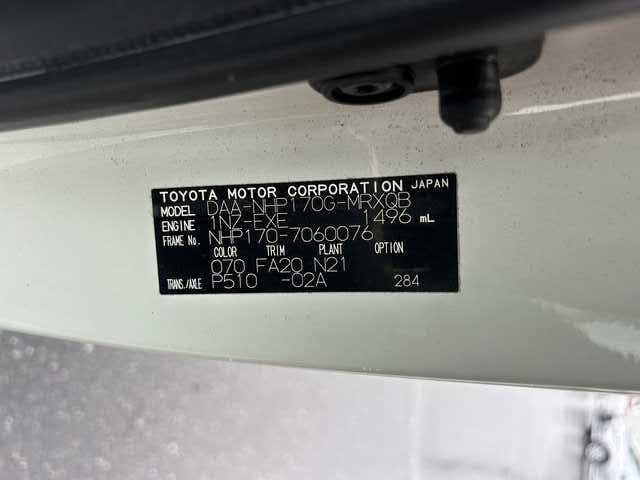 TOYOTA MOTOR CORPORATION JAPAN
MODEL DAA-NHP170G-MRXQB
ENGINE 1NZ-FXE 1496 mL
FRAME No. NHP170-7060076
COLOR TRIM PLANT OPTION
070 FA20 N21
TRANS./AXLE P510 -02A 284